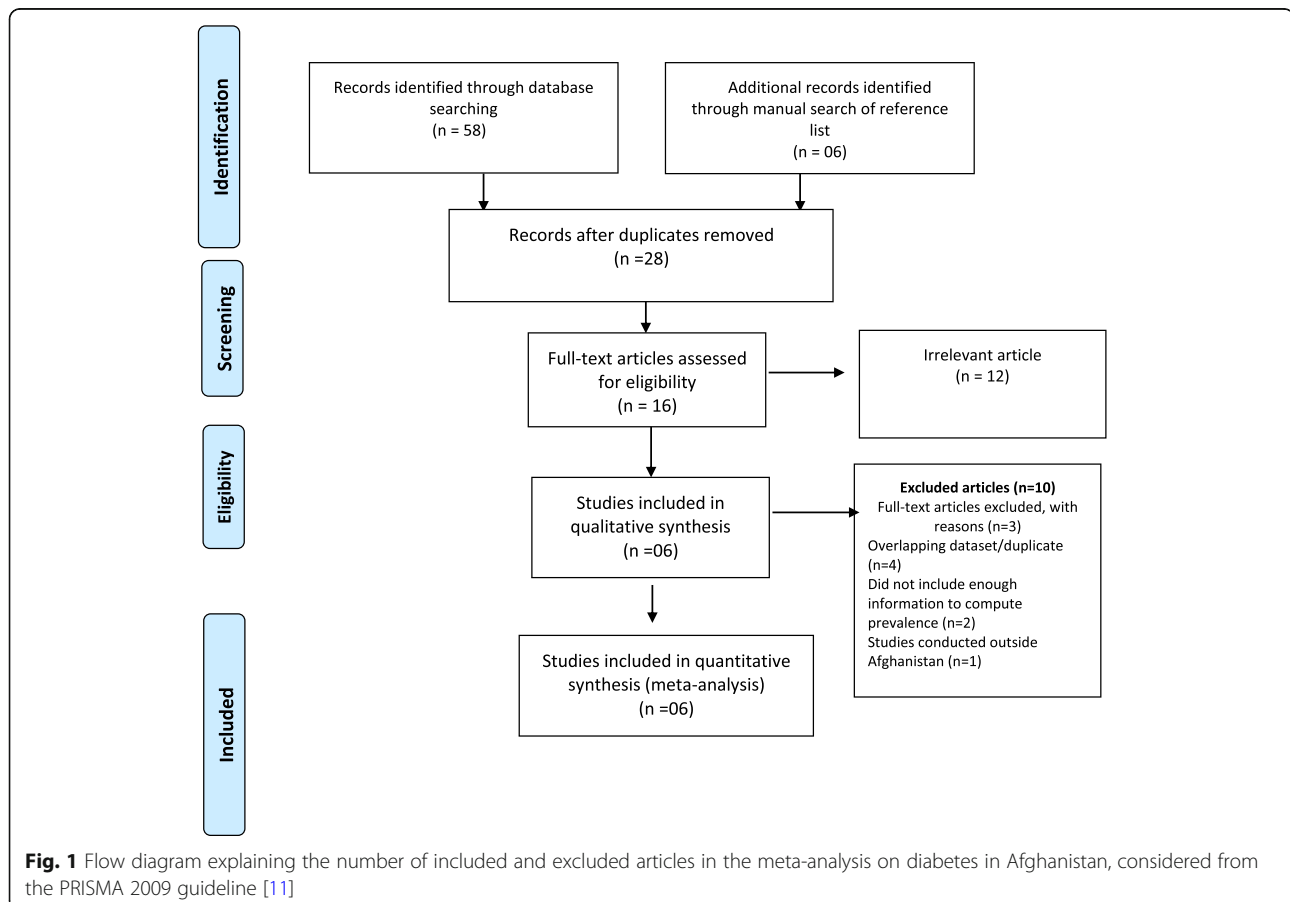 Identification
Records identified through database
searching
(n = 58)
Additional records identified
through manual search of reference
list
(n = 06)
Records after duplicates removed
(n =28)
Screening
Full-text articles assessed
for eligibility
(n = 16)
Irrelevant article
(n = 12)
Eligibility
Studies included in
qualitative synthesis
(n =06)
Excluded articles (n=10)
Full-text articles excluded, with
reasons (n=3)
Overlapping dataset/duplicate
(n=4)
Did not include enough
information to compute
prevalence (n=2)
Studies conducted outside
Afghanistan (n=1)
Included
Studies included in quantitative
synthesis (meta-analysis)
(n =06)
Fig. 1 Flow diagram explaining the number of included and excluded articles in the meta-analysis on diabetes in Afghanistan, considered from
the PRISMA 2009 guideline [11]